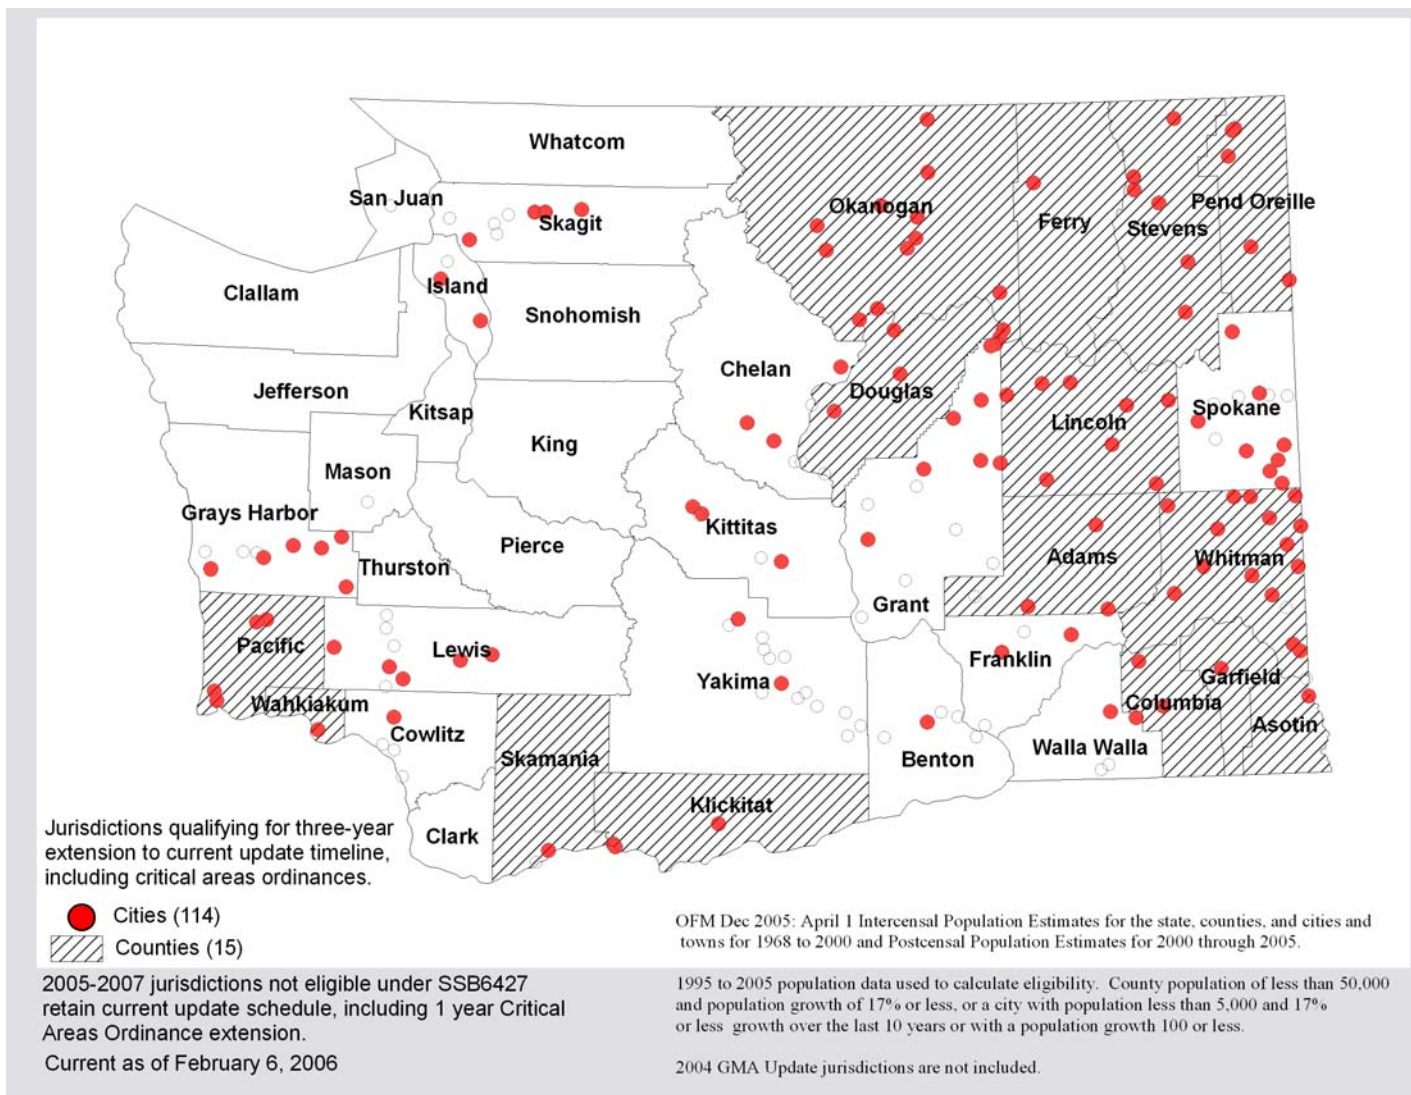 Whatcom
San Juan
Skagit
Okanogan
Ferry
Stevens
Pend Oreille
Clallam
Island
Snohomish
Chelan
Douglas
Jefferson
Kitsap
King
Lincoln
Spokane
Mason
Grays Harbor
Kittitas
Pierce
Thurston
Adams
Whitman
Grant
Pacific
Lewis
Yakima
Franklin
Garfield
Wahkiakum
Columbia
Cowlitz
Asotin
Skamania
Benton
Walla Walla
Klickitat
Clark
Jurisdictions qualifying for three-year
extension to current update timeline,
including critical areas ordinances.
Cities (114)
Counties (15)
OFM Dec 2005: April 1 Intercensal Population Estimates for the state, counties, and cities and
towns for 1968 to 2000 and Postcensal Population Estimates for 2000 through 2005.
2005-2007 jurisdictions not eligible under SSB6427
retain current update schedule, including 1 year Critical
Areas Ordinance extension.
Current as of February 6, 2006
1995 to 2005 population data used to calculate eligibility.  County population of less than 50,000
and population growth of 17% or less, or a city with population less than 5,000 and 17%
or less  growth over the last 10 years or with a population growth 100 or less.
2004 GMA Update jurisdictions are not included.